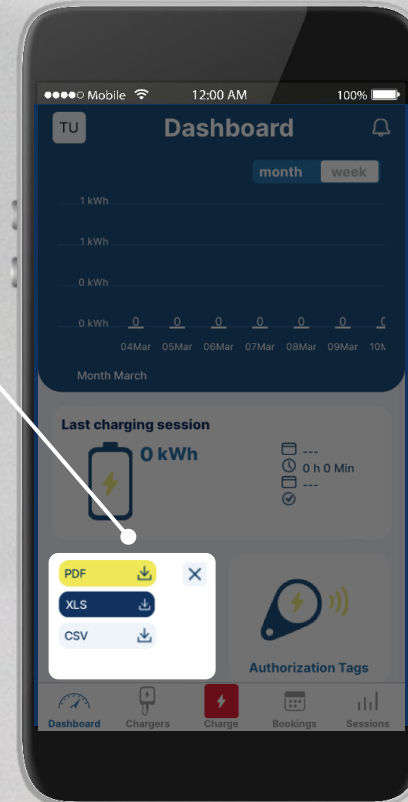 Mobile 12:00 AM 100%
TU Dashboard
month week
1 kWh
1 kWh
0 kWh
0 kWh 0 0 0 0 0 0 0
04Mar 05Mar 06Mar 07Mar 08Mar 09Mar 10M
Month March
Last charging session
0 kWh
---
0 h 0 Min
---
PDF
XLS
CSV
Authorization Tags
Dashboard Chargers Charge Bookings Sessions